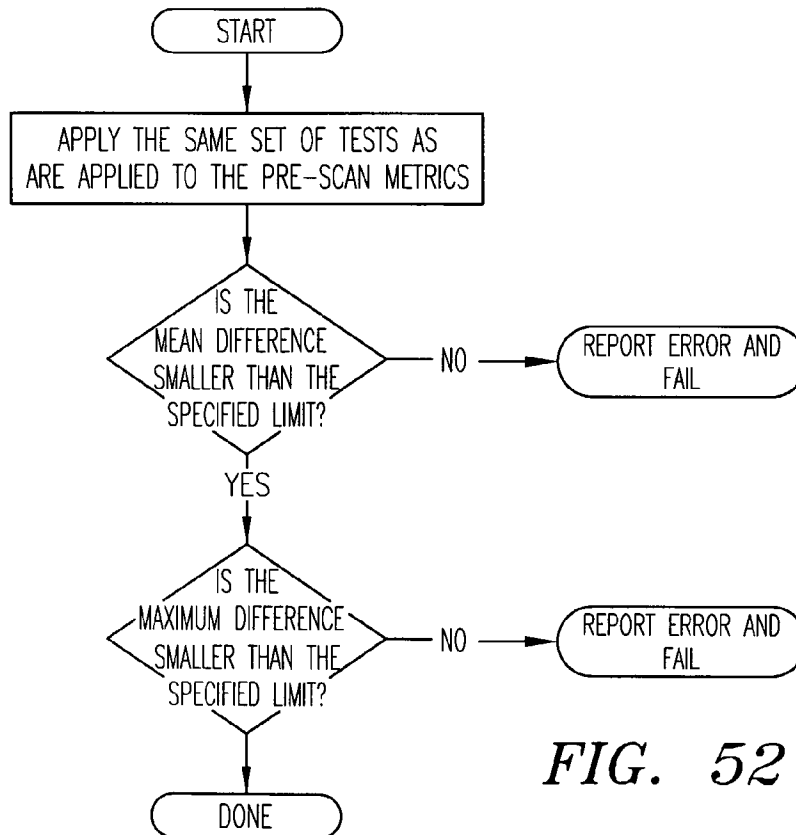 START
APPLY THE SAME SET OF TESTS AS
ARE APPLIED TO THE PRE-SCAN METRICS
IS THE
MEAN DIFFERENCE
SMALLER THAN THE
SPECIFIED LIMIT?
NO
REPORT ERROR AND
FAIL
YES
IS THE
MAXIMUM DIFFERENCE
SMALLER THAN THE
SPECIFIED LIMIT?
NO
REPORT ERROR AND
FAIL
DONE
FIG. 52